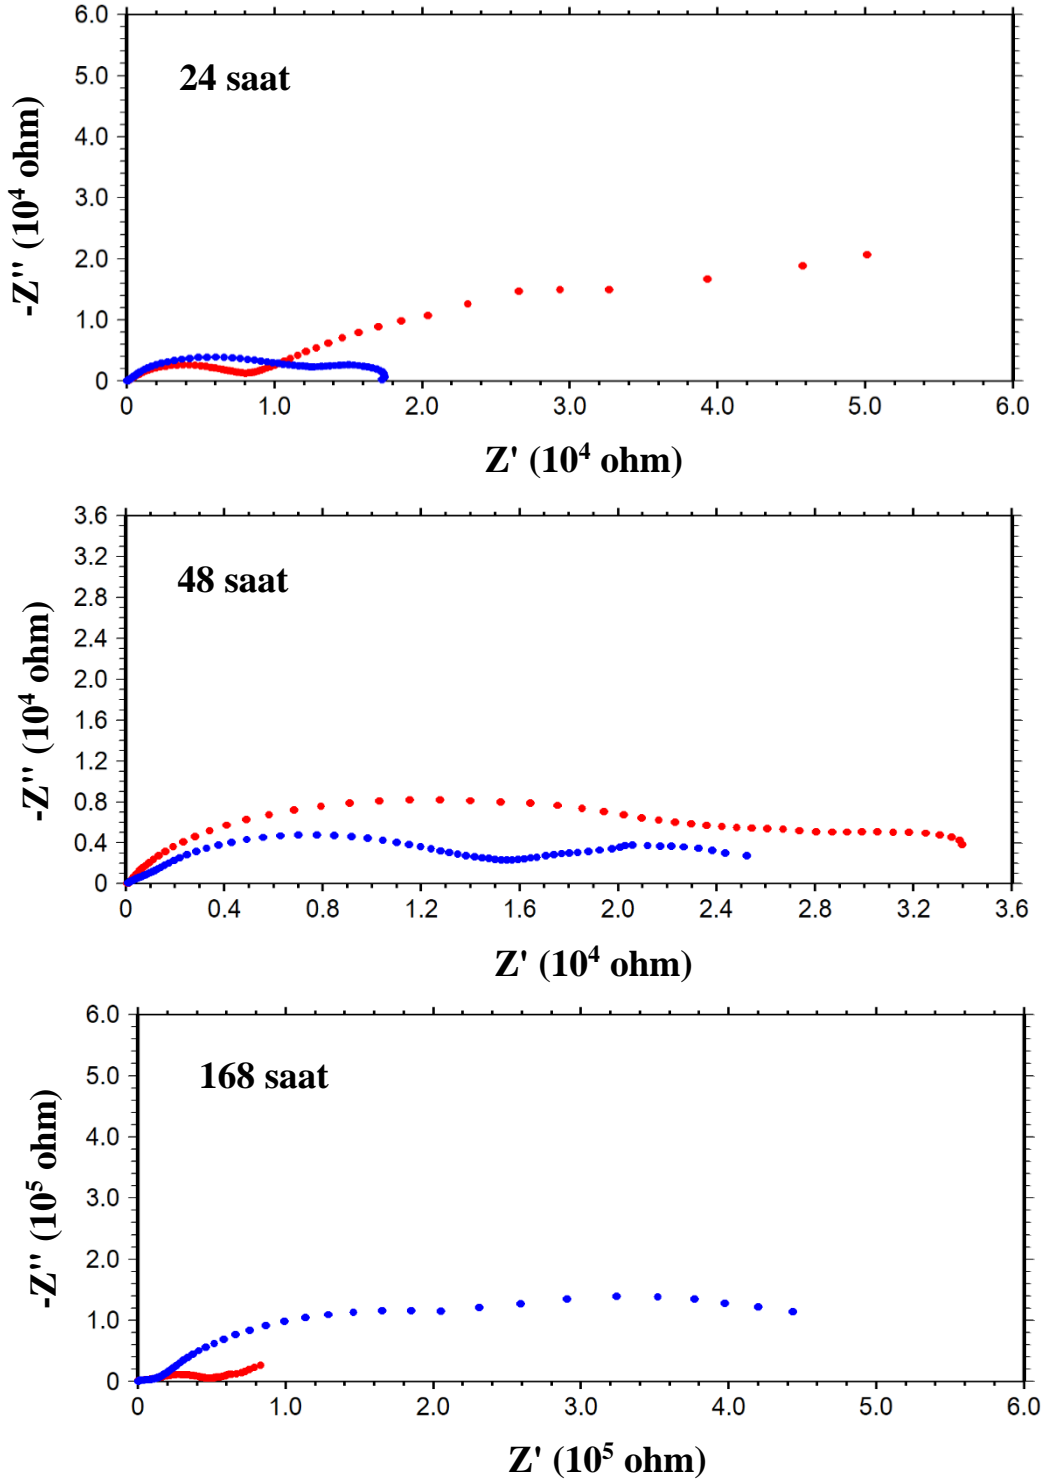 6.0
5.0
4.0
3.0
2.0
1.0
0
24 saat
-Z'' (10⁴ ohm)
0 1.0 2.0 3.0 4.0 5.0 6.0
Z' (10⁴ ohm)
3.6
3.2
2.8
2.4
2.0
1.6
1.2
0.8
0.4
0
48 saat
-Z'' (10⁴ ohm)
0 0.4 0.8 1.2 1.6 2.0 2.4 2.8 3.2 3.6
Z' (10⁴ ohm)
6.0
5.0
4.0
3.0
2.0
1.0
0
168 saat
-Z'' (10⁵ ohm)
0 1.0 2.0 3.0 4.0 5.0 6.0
Z' (10⁵ ohm)